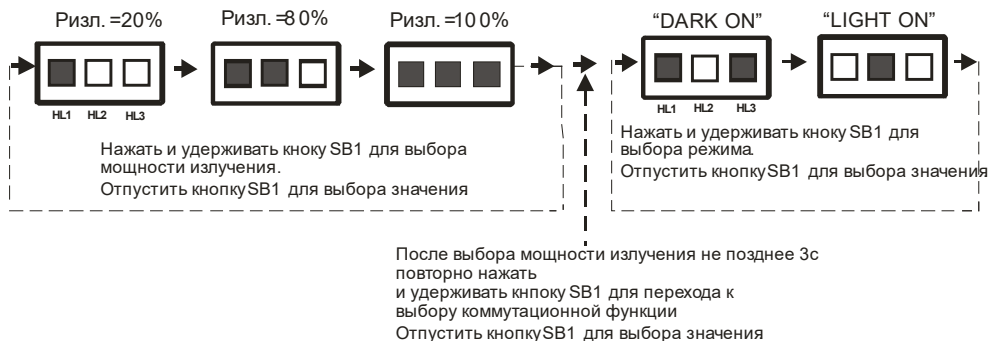 Pизл.=20%
Pизл.=80%
Pизл.=100%
“DARK ON”
“LIGHT ON”
HL1 HL2 HL3
HL1 HL2 HL3
Нажать и удерживать кноку SB1 для выбора
мощности излучения.
Отпустить кнопку SB1 для выбора значения
Нажать и удерживать кноку SB1 для
выбора режима.
Отпустить кнопку SB1 для выбора значения
После выбора мощности излучения не позднее 3с
повторно нажать
и удерживать кнпоку SB1 для перехода к
выбору коммутационной функции
Отпустить кнопку SB1 для выбора значения